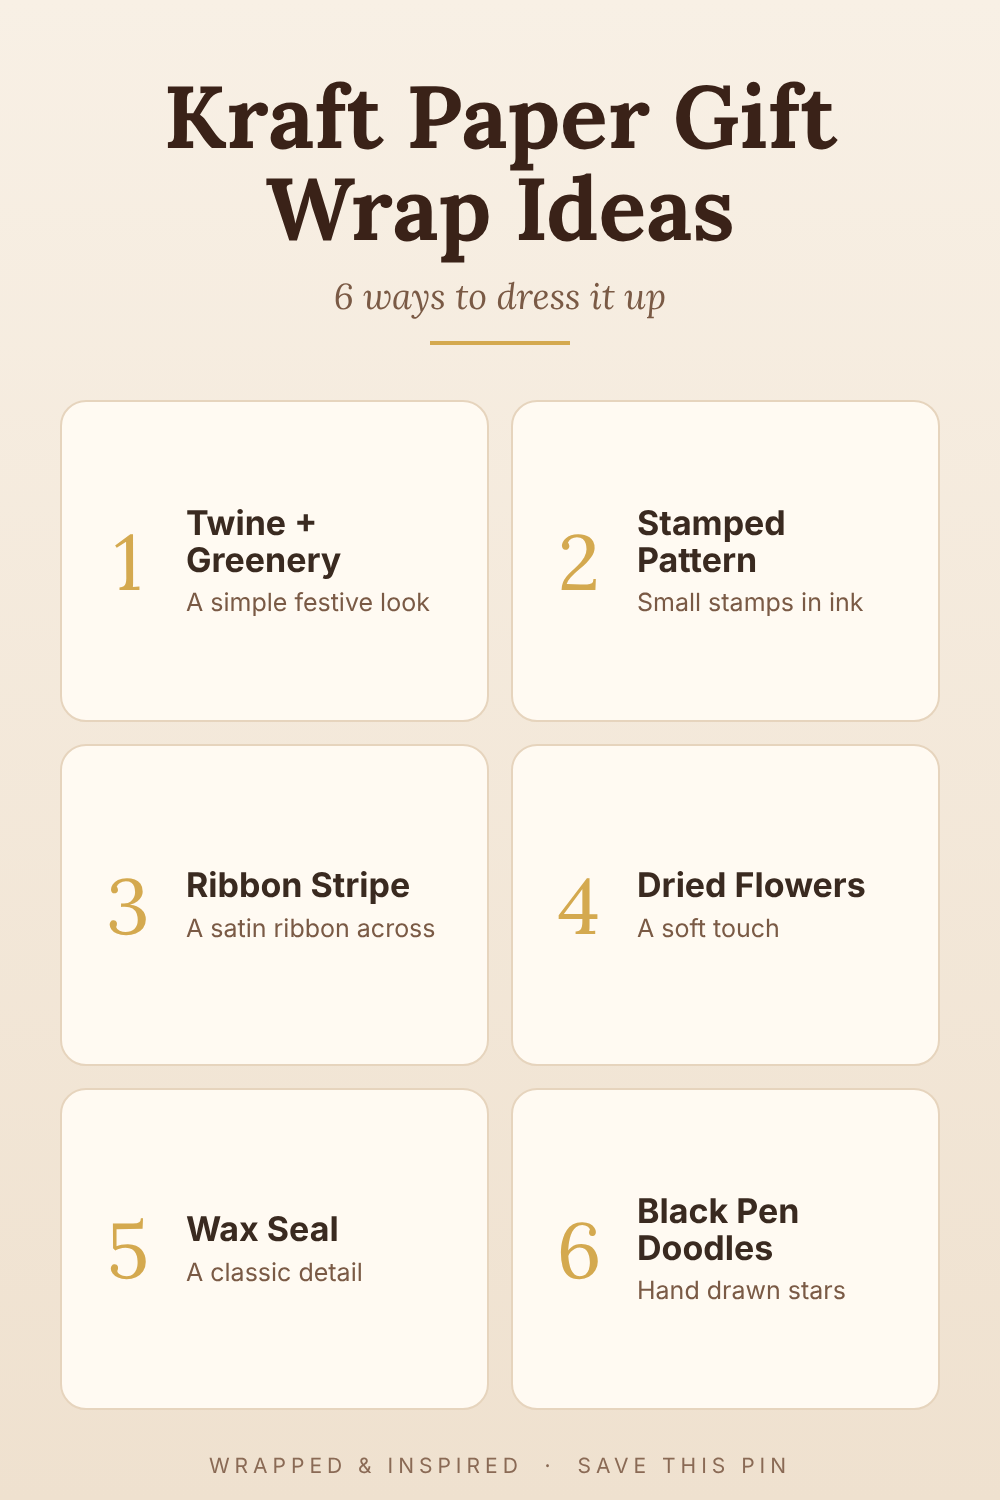 Kraft Paper Gift
Wrap Ideas
6 ways to dress it up
1
Twine +
Greenery
A simple festive look
2
Stamped
Pattern
Small stamps in ink
3
Ribbon Stripe
A satin ribbon across
4
Dried Flowers
A soft touch
5
Wax Seal
A classic detail
6
Black Pen
Doodles
Hand drawn stars
WRAPPED & INSPIRED · SAVE THIS PIN